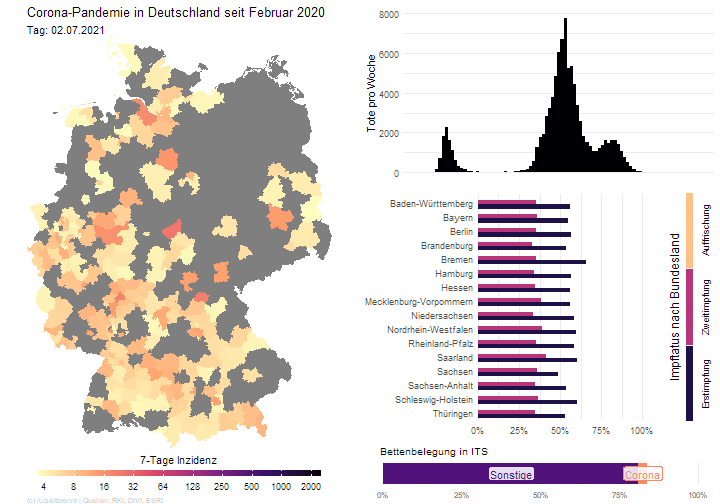 Corona-Pandemie in Deutschland seit Februar 2020
Tag: 02.07.2021
7-Tage Inzidenz
4 8 16 32 64 100 250 500 1000 2000
(c) /u/zeitbrennt | Quellen: RKI, DIVI, ESRI
Tote pro Woche
8000
6000
4000
2000
0
Impfstatus nach Bundesland
Auffrischung
Zweitimpfung
Erstimpfung
Baden-Württemberg
Bayern
Berlin
Brandenburg
Bremen
Hamburg
Hessen
Mecklenburg-Vorpommern
Niedersachsen
Nordrhein-Westfalen
Rheinland-Pfalz
Saarland
Sachsen
Sachsen-Anhalt
Schleswig-Holstein
Thüringen
0% 25% 50% 75% 100%
Bettenbelegung in ITS
Sonstige Corona
0% 25% 50% 75% 100%